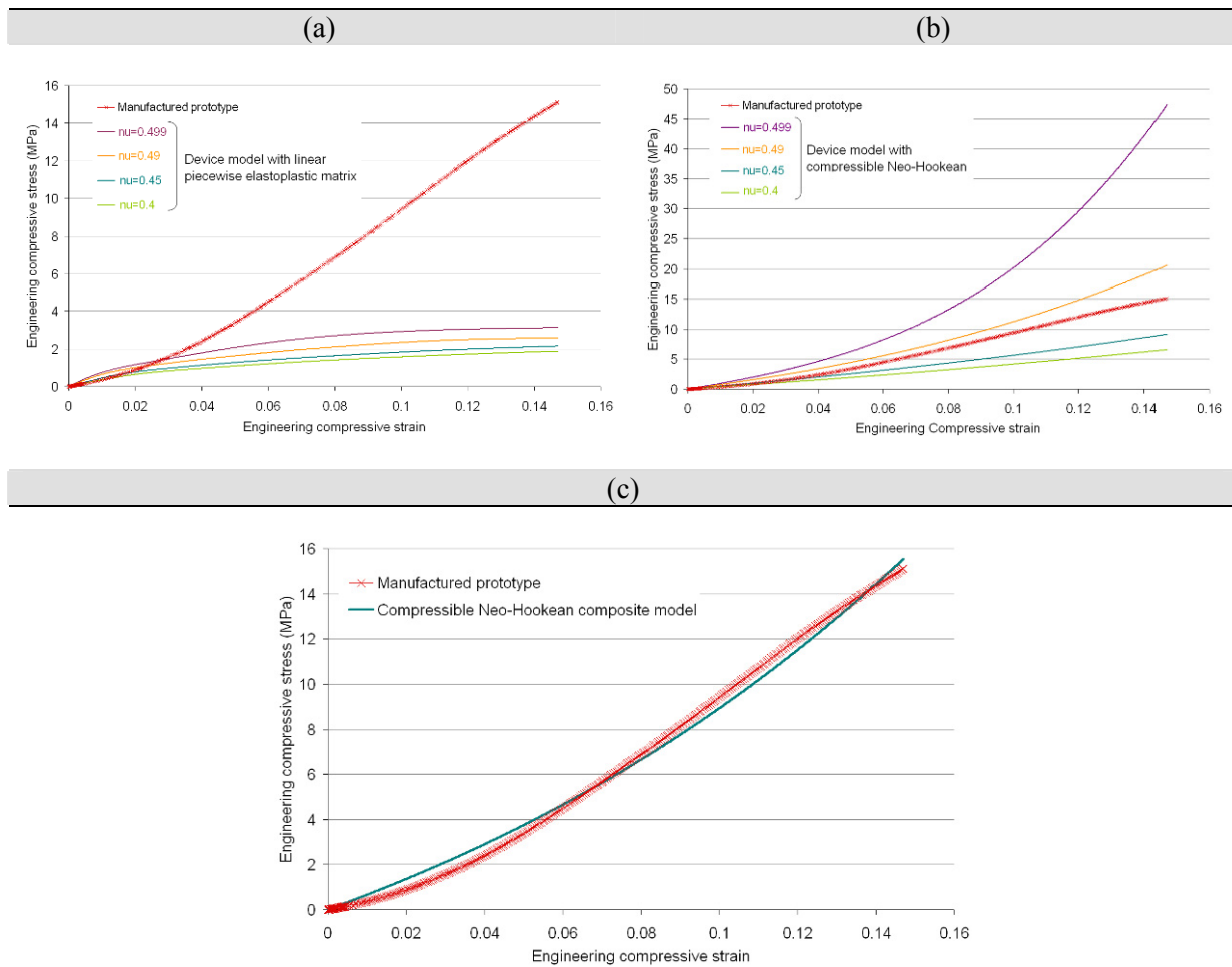 (a)
(b)
16
14
12
10
8
6
4
2
0
Engineering compressive stress (MPa)
Manufactured prototype
nu=0.499
nu=0.49
nu=0.45
nu=0.4
Device model with linear
piecewise elastoplastic matrix
0 0.02 0.04 0.06 0.08 0.1 0.12 0.14 0.16
Engineering compressive strain
50
45
40
35
30
25
20
15
10
5
0
Engineering compressive stress (MPa)
Manufactured prototype
nu=0.499
nu=0.49
nu=0.45
nu=0.4
Device model with
compressible Neo-Hookean
0 0.02 0.04 0.06 0.08 0.1 0.12 0.14 0.16
Engineering Compressive strain
(c)
16
14
12
10
8
6
4
2
0
Engineering compressive stress (MPa)
Manufactured prototype
Compressible Neo-Hookean composite model
0 0.02 0.04 0.06 0.08 0.1 0.12 0.14 0.16
Engineering compressive strain